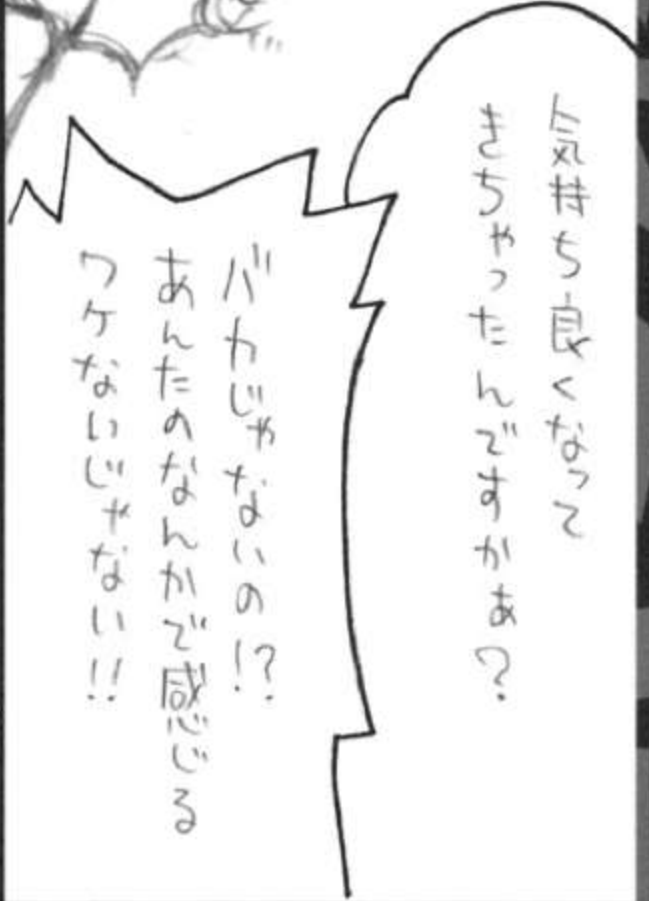 気持ち良くなって
きちゃったんですかぁ?
バカじゃないの!?
あんたのなんかで感じる
ワケないじゃない!!